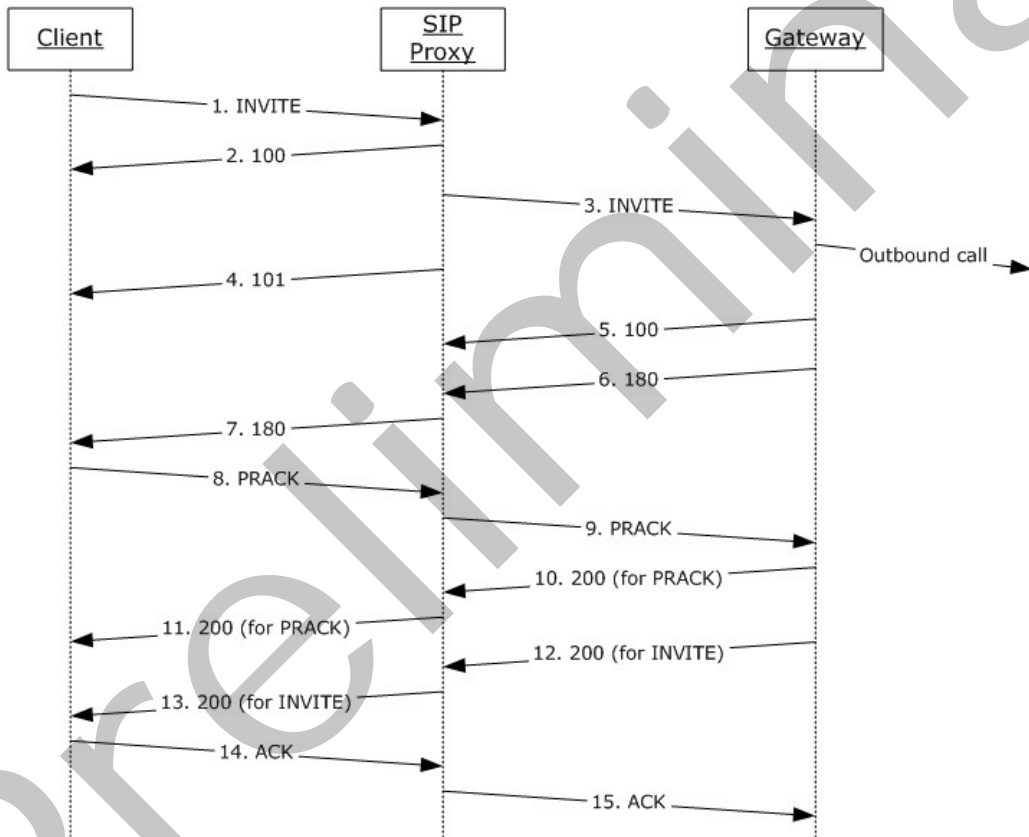 Client
SIP
Proxy
Gateway
1. INVITE
2. 100
3. INVITE
Outbound call
4. 101
5. 100
6. 180
7. 180
8. PRACK
9. PRACK
10. 200 (for PRACK)
11. 200 (for PRACK)
12. 200 (for INVITE)
13. 200 (for INVITE)
14. ACK
15. ACK
Prelimina